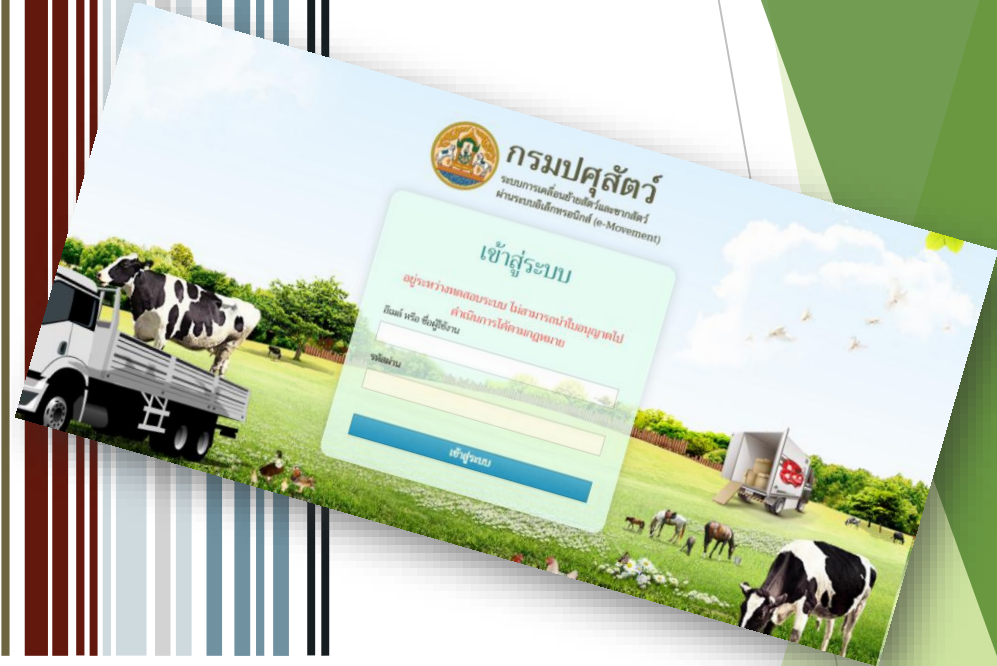 กรมปศุสัตว์
ระบบการเคลื่อนย้ายสัตว์และซากสัตว์
ผ่านระบบอิเล็กทรอนิกส์ (e-Movement)
เข้าสู่ระบบ
อยู่ระหว่างทดสอบระบบ ไม่สามารถนำใบอนุญาตไป
ดำเนินการได้ตามกฎหมาย
อีเมล์ หรือ ชื่อผู้ใช้งาน
รหัสผ่าน
เข้าสู่ระบบ